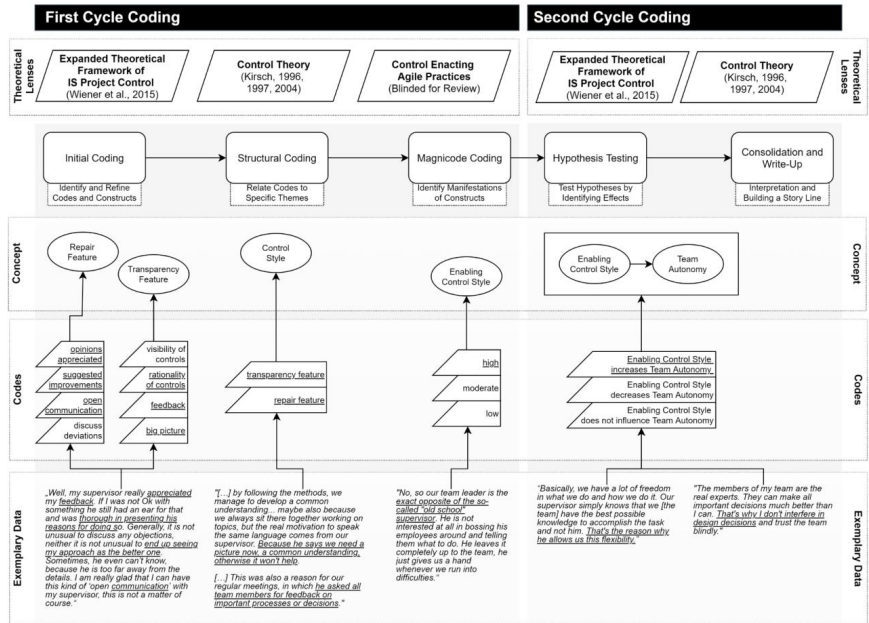 First Cycle Coding
Second Cycle Coding
Theoretical
Lenses
Expanded Theoretical
Framework of
IS Project Control
(Wiener et al., 2015)
Control Theory
(Kirsch, 1996,
1997, 2004)
Control Enacting
Agile Practices
(Blinded for Review)
Expanded Theoretical
Framework of
IS Project Control
(Wiener et al., 2015)
Control Theory
(Kirsch, 1996,
1997, 2004)
Theoretical
Lenses
Initial Coding
Identify and Refine
Codes and Constructs
Structural Coding
Relate Codes to
Specific Themes
Magnicode Coding
Identify Manifestations
of Constructs
Hypothesis Testing
Test Hypotheses by
Identifying Effects
Consolidation and
Write-Up
Interpretation and
Building a Story Line
Concept
Repair
Feature
Transparency
Feature
Control
Style
Enabling
Control Style
Enabling
Control Style
Team
Autonomy
Concept
Codes
opinions
appreciated
suggested
improvements
open
communication
discuss
deviations
visibility of
controls
rationality
of controls
feedback
big picture
transparency feature
repair feature
high
moderate
low
Enabling Control Style
increases Team Autonomy
Enabling Control Style
decreases Team Autonomy
Enabling Control Style
does not influence Team Autonomy
Codes
Exemplary Data
„Well, my supervisor really appreciated
my feedback. If I was not Ok with
something he still had an ear for that
and was thorough in presenting his
reasons for doing so. Generally, it is not
unusual to discuss any objections,
neither it is not unusual to end up seeing
my approach as the better one.
Sometimes, he even can't know,
because he is too far away from the
details. I am really glad that I can have
this kind of 'open communication' with
my supervisor, this is not a matter of
course.“
"[…] by following the methods, we
manage to develop a common
understanding... maybe also because
we always sit there together working on
topics, but the real motivation to speak
the same language comes from our
supervisor. Because he says we need a
picture now, a common understanding,
otherwise it won't help.
[…] This was also a reason for our
regular meetings, in which he asked all
team members for feedback on
important processes or decisions."
"No, so our team leader is the
exact opposite of the so-
called "old school"
supervisor. He is not
interested at all in bossing his
employees around and telling
them what to do. He leaves it
completely up to the team, he
just gives us a hand
whenever we run into
difficulties.“
“Basically, we have a lot of freedom
in what we do and how we do it. Our
supervisor simply knows that we [the
team] have the best possible
knowledge to accomplish the task
and not him. That's the reason why
he allows us this flexibility.”
"The members of my team are the
real experts. They can make all
important decisions much better than
I can. That's why I don't interfere in
design decisions and trust the team
blindly."
Exemplary Data